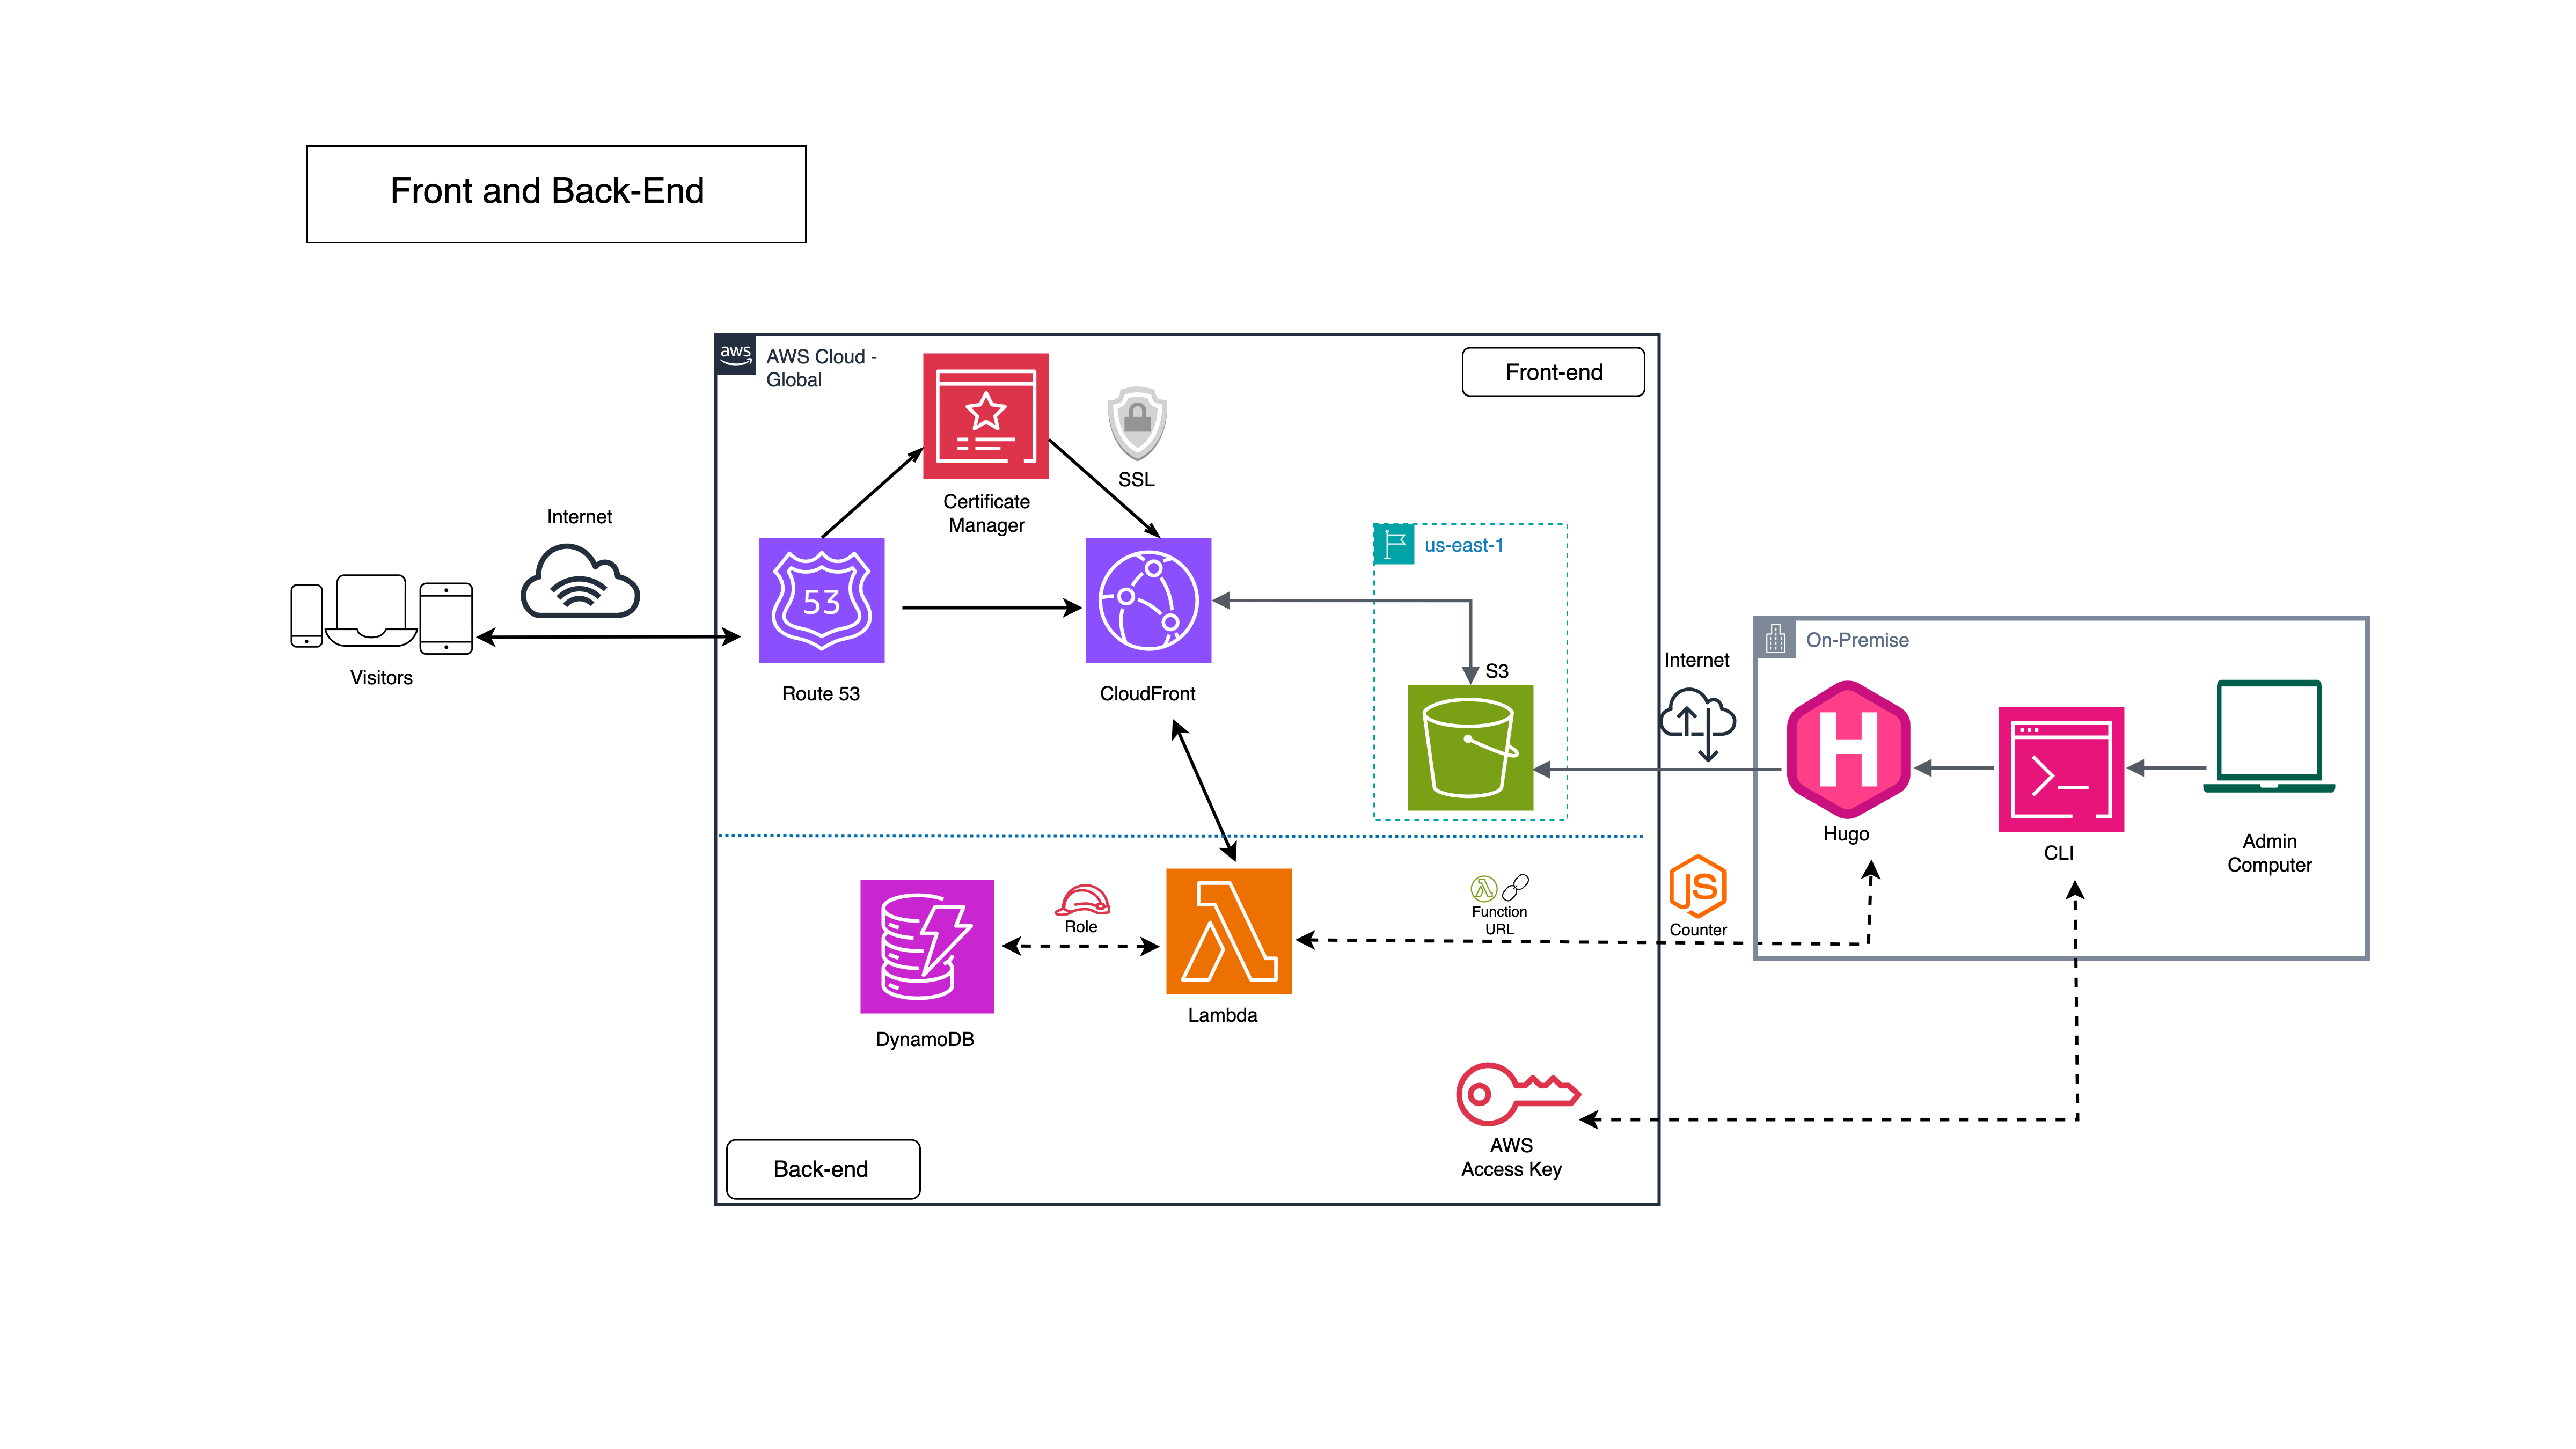 Front and Back-End
aws
AWS Cloud -
Global
Front-end
SSL
Certificate
Manager
Internet
us-east-1
53
Visitors
Route 53
CloudFront
S3
Internet
On-Premise
H
Hugo
CLI
Admin
Computer
Role
Function
URL
JS
Counter
Lambda
DynamoDB
AWS
Access Key
Back-end